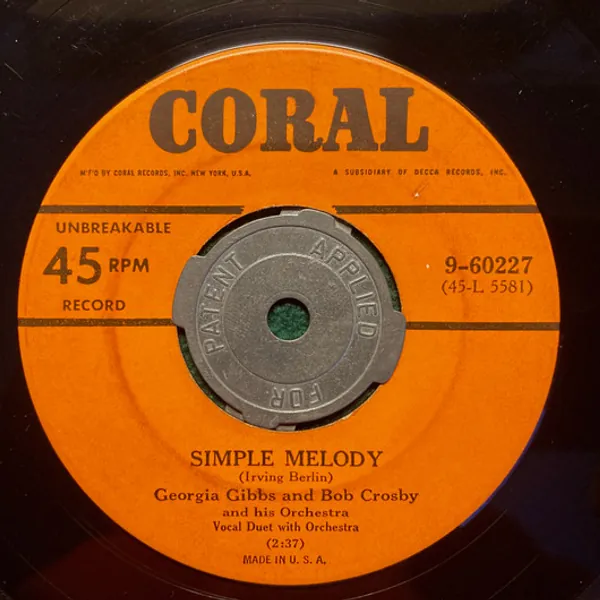 CORAL
M'F'D BY CORAL RECORDS, INC. NEW YORK, U.S.A.
A SUBSIDIARY OF DECCA RECORDS, INC.
UNBREAKABLE
45 RPM
RECORD
9-60227
(45-L 5581)
PATENT APPLIED FOR
SIMPLE MELODY
(Irving Berlin)
Georgia Gibbs and Bob Crosby
and his Orchestra
Vocal Duet with Orchestra
(2:37)
MADE IN U. S. A.